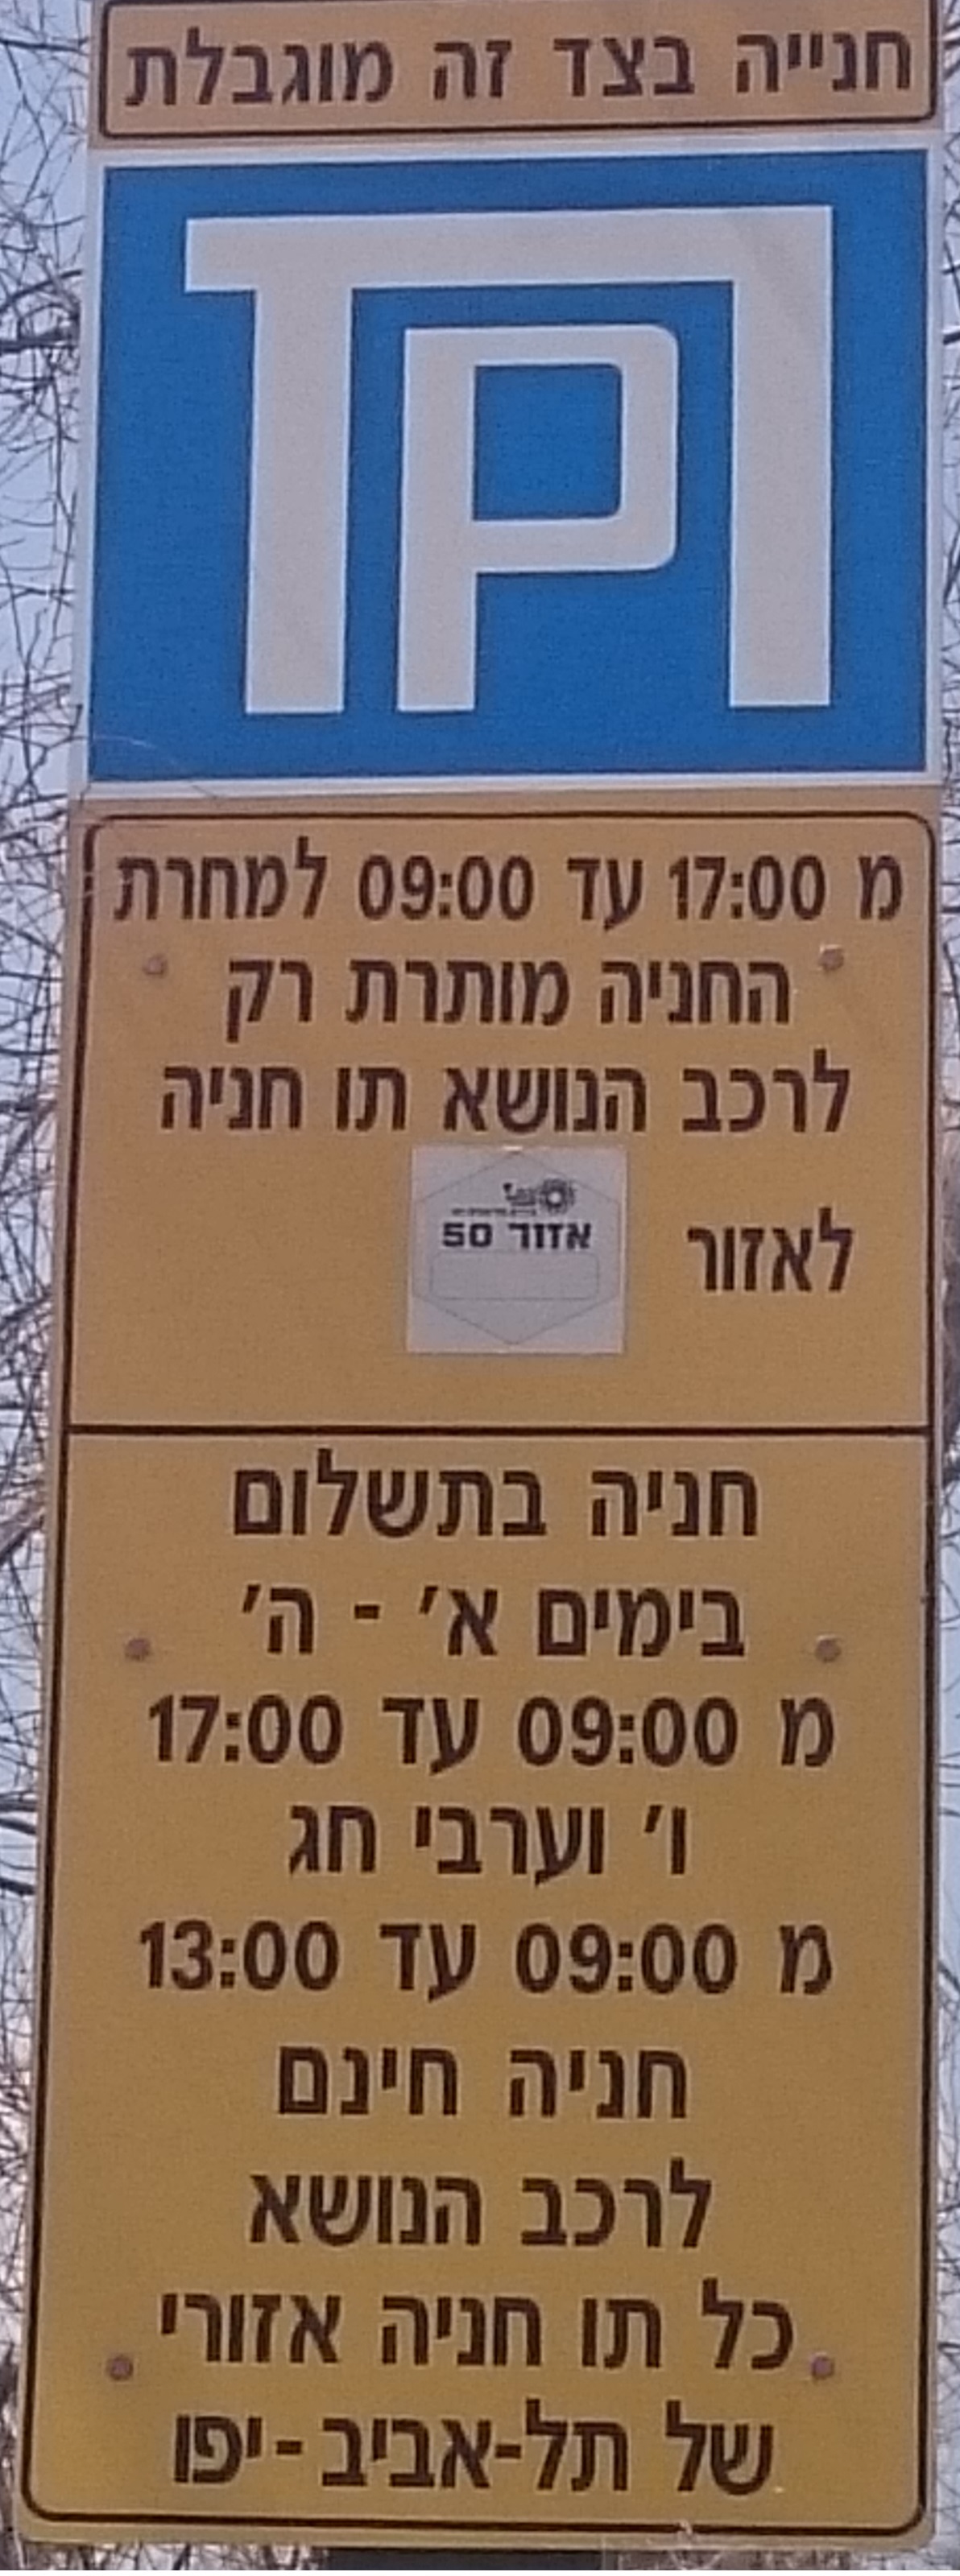 חנייה בצד זה מוגבלת
ח P
מ 17:00 עד 09:00 למחרת
החניה מותרת רק
לרכב הנושא תו חניה
אזור 50
לאזור
חניה בתשלום
בימים א' - ה'
מ 09:00 עד 17:00
ו' וערבי חג
מ 09:00 עד 13:00
חניה חינם
לרכב הנושא
כל תו חניה אזורי
של תל-אביב-יפו